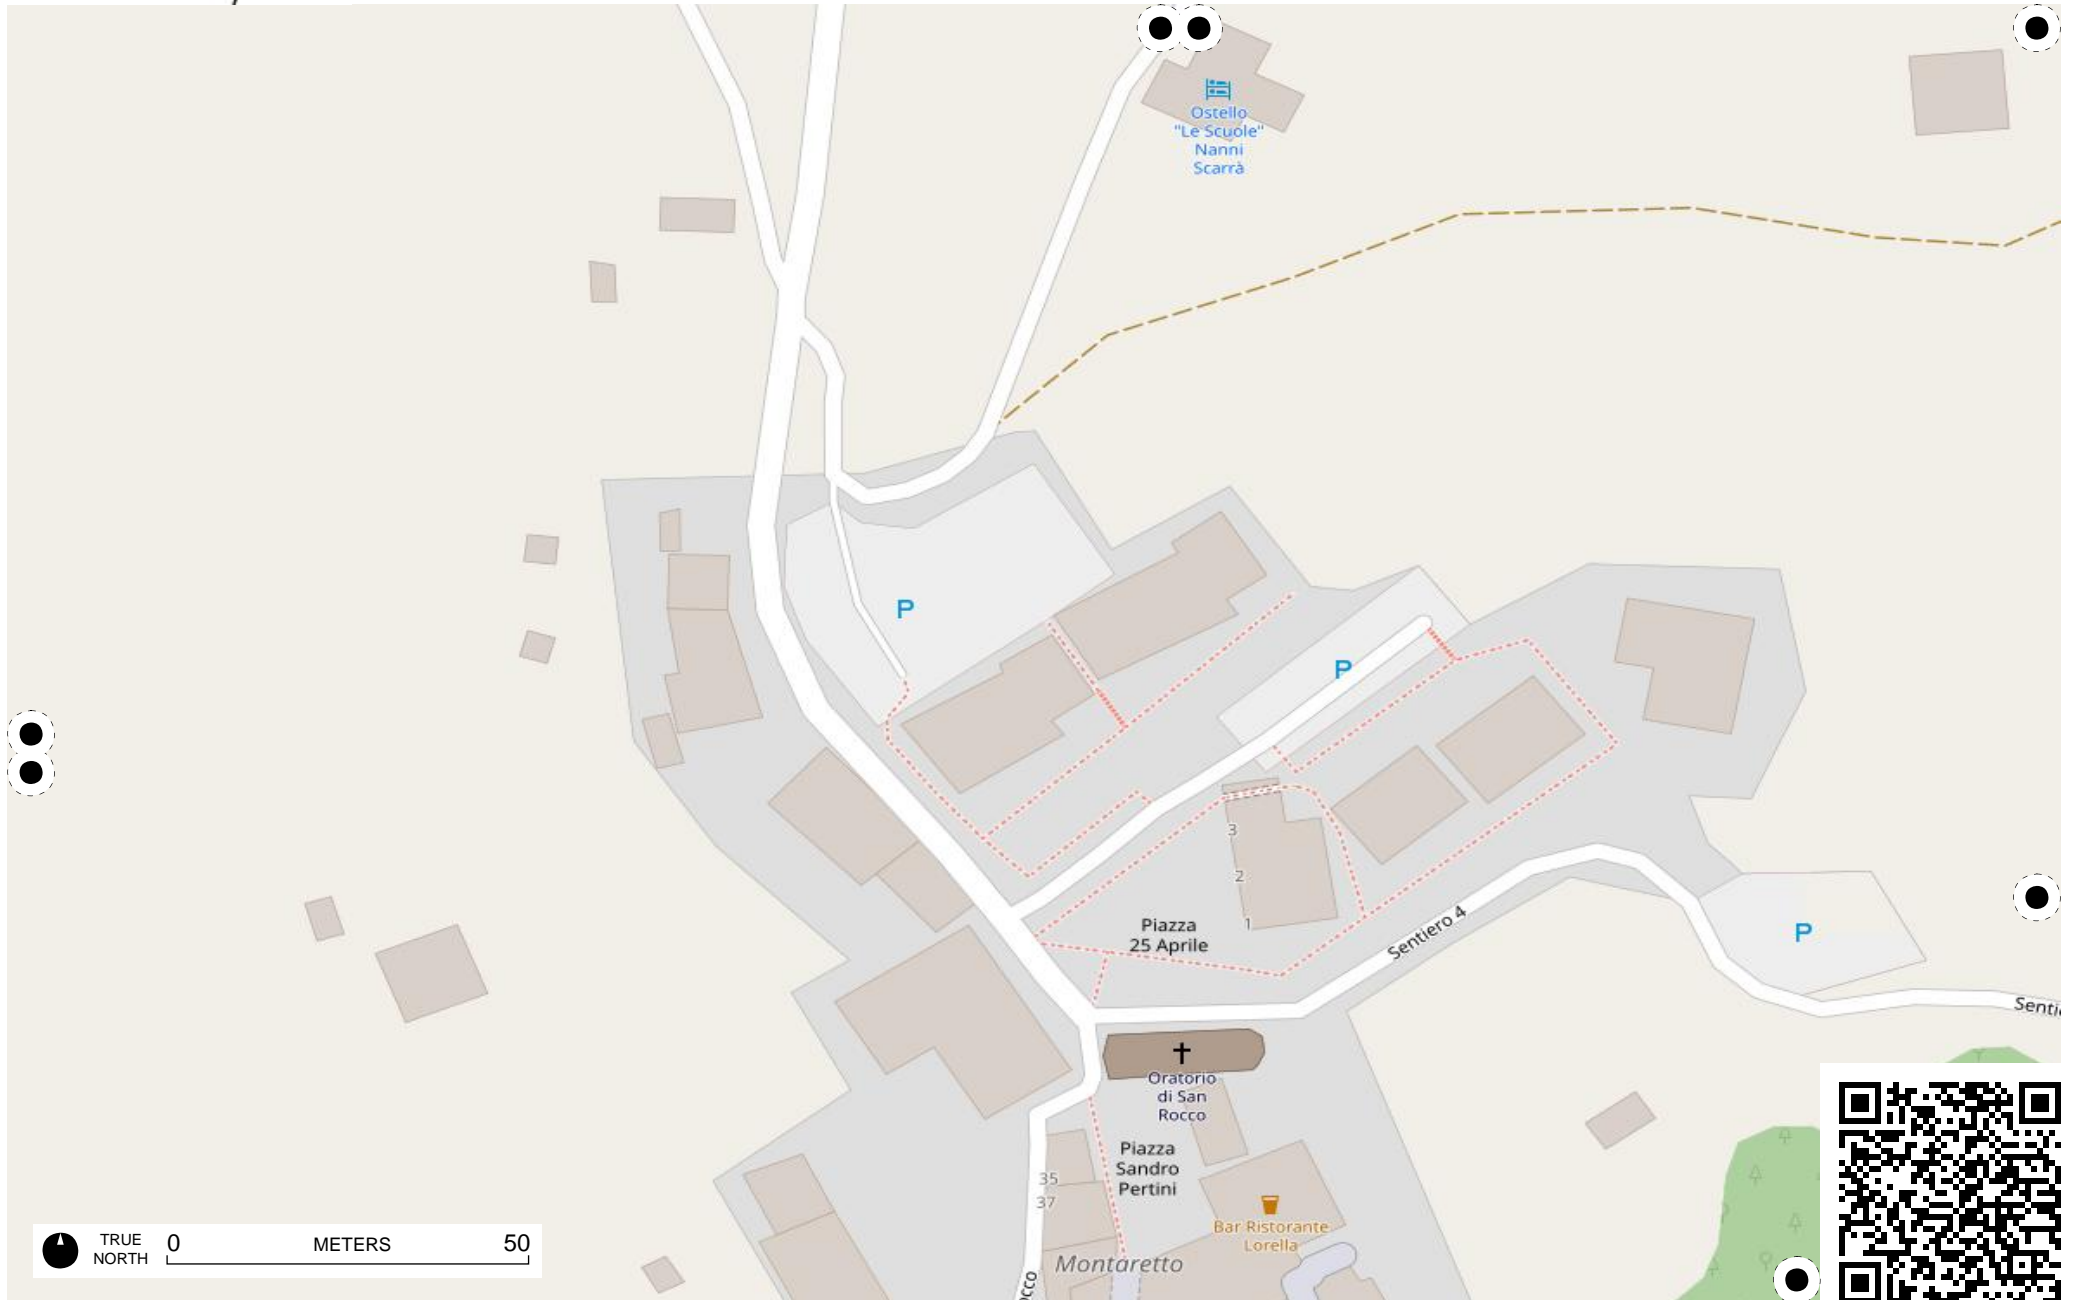 Ostello
"Le Scuole"
Nanni
Scarrà
P
P
3
2
1
Piazza
25 Aprile
Sentiero 4
P
Senti
Oratorio
di San
Rocco
Piazza
Sandro
Pertini
35
37
Bar Ristorante
Lorella
Montaretto
TRUE
NORTH
0 METERS 50